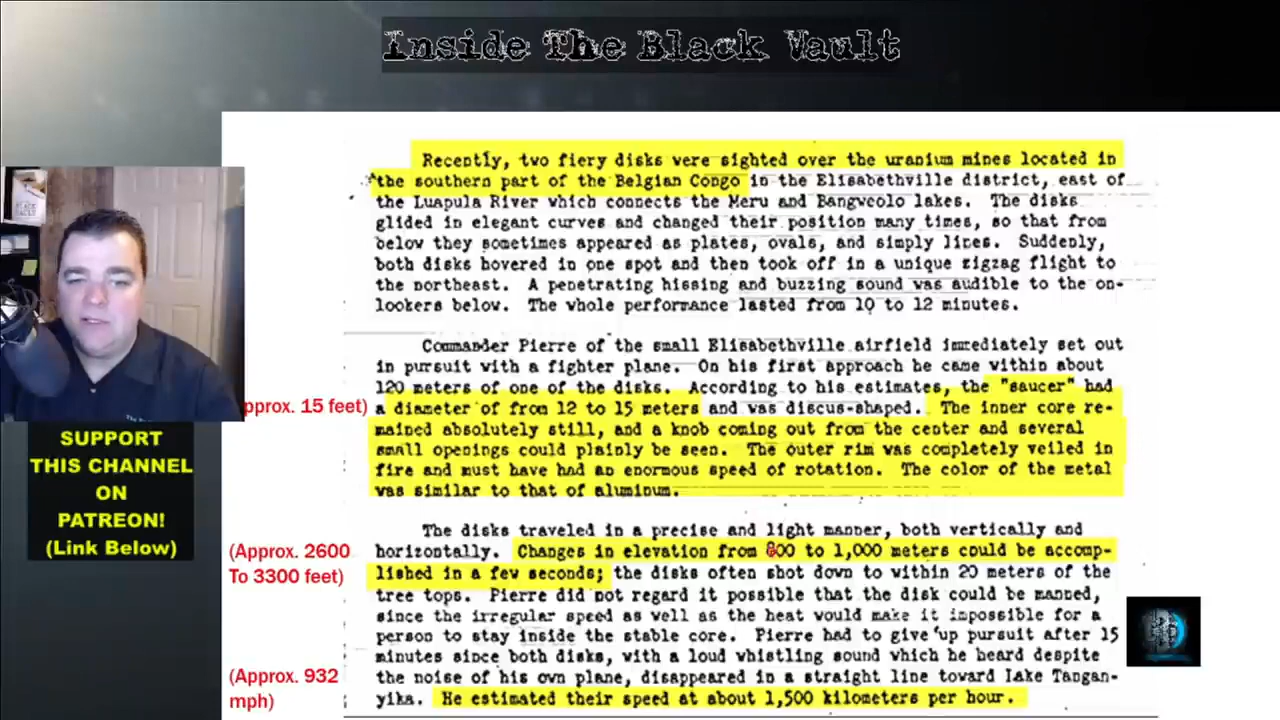 Inside The Black Vault
Recently, two fiery disks were sighted over the uranium mines located in
the southern part of the Belgian Congo in the Elisabethville district, east of
the Luapula River which connects the Meru and Bangweolo lakes. The disks
glided in elegant curves and changed their position many times, so that from
below they sometimes appeared as plates, ovals, and simply lines. Suddenly,
both disks hovered in one spot and then took off in a unique zigzag flight to
the northeast. A penetrating hissing and buzzing sound was audible to the on-
lookers below. The whole performance lasted from 10 to 12 minutes.
Commander Pierre of the small Elisabethville airfield immediately set out
in pursuit with a fighter plane. On his first approach he came within about
120 meters of one of the disks. According to his estimates, the "saucer" had
pprox. 15 feet) a diameter of from 12 to 15 meters and was discus-shaped. The inner core re-
mained absolutely still, and a knob coming out from the center and several
small openings could plainly be seen. The outer rim was completely veiled in
fire and must have had an enormous speed of rotation. The color of the metal
was similar to that of aluminum.
The disks traveled in a precise and light manner, both vertically and
horizontally. Changes in elevation from 800 to 1,000 meters could be accomp-
lished in a few seconds; the disks often shot down to within 20 meters of the
tree tops. Pierre did not regard it possible that the disk could be manned,
since the irregular speed as well as the heat would make it impossible for a
person to stay inside the stable core. Pierre had to give up pursuit after 15
minutes since both disks, with a loud whistling sound which he heard despite
the noise of his own plane, disappeared in a straight line toward Lake Tangan-
yika. He estimated their speed at about 1,500 kilometers per hour.
(Approx. 2600
To 3300 feet)
(Approx. 932
mph)
SUPPORT
THIS CHANNEL
ON
PATREON!
(Link Below)